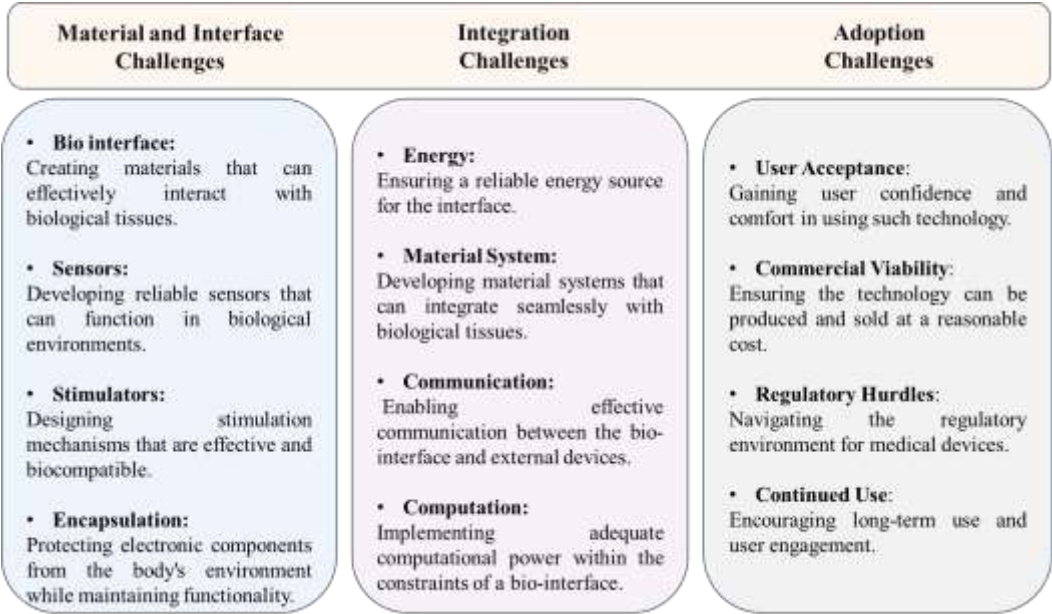 Material and Interface
Challenges
Integration
Challenges
Adoption
Challenges
• Bio interface:
Creating materials that can
effectively interact with
biological tissues.
• Sensors:
Developing reliable sensors that
can function in biological
environments.
• Stimulators:
Designing stimulation
mechanisms that are effective and
biocompatible.
• Encapsulation:
Protecting electronic components
from the body's environment
while maintaining functionality.
• Energy:
Ensuring a reliable energy source
for the interface.
• Material System:
Developing material systems that
can integrate seamlessly with
biological tissues.
• Communication:
Enabling effective
communication between the bio-
interface and external devices.
• Computation:
Implementing adequate
computational power within the
constraints of a bio-interface.
• User Acceptance:
Gaining user confidence and
comfort in using such technology.
• Commercial Viability:
Ensuring the technology can be
produced and sold at a reasonable
cost.
• Regulatory Hurdles:
Navigating the regulatory
environment for medical devices.
• Continued Use:
Encouraging long-term use and
user engagement.